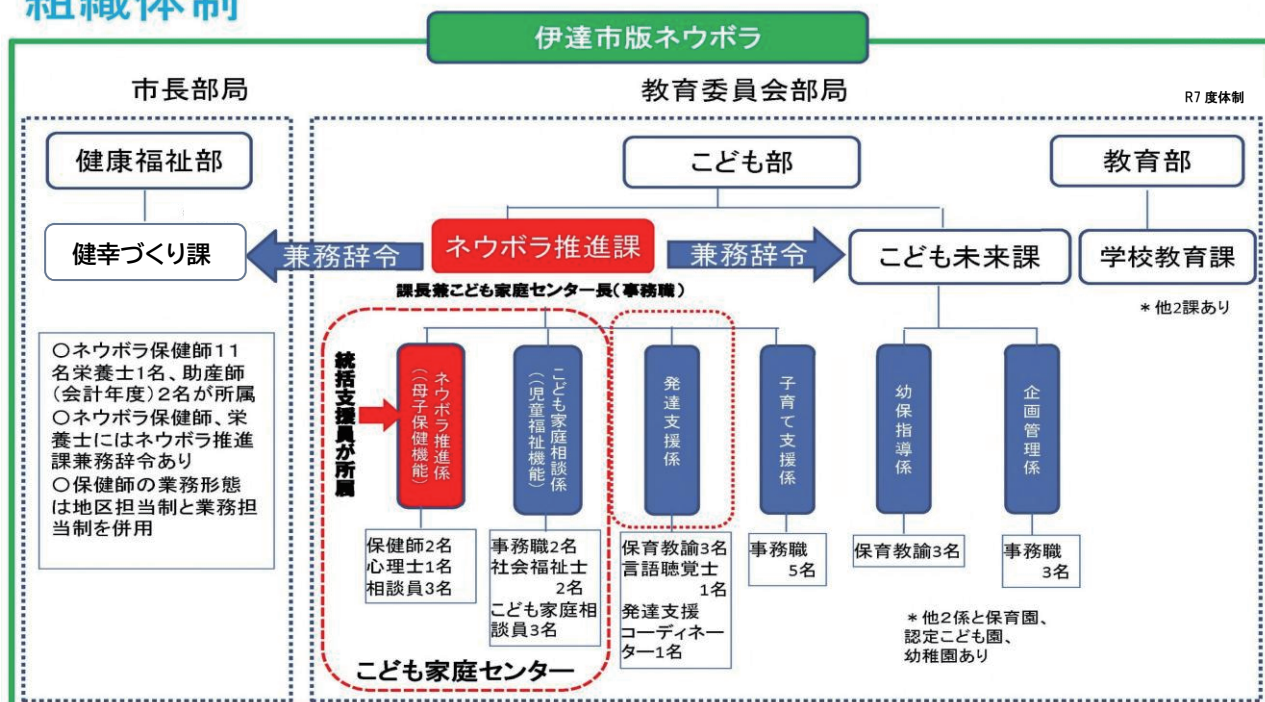 組織体制
伊達市版ネウボラ
市長部局
教育委員会部局
R7度体制
健康福祉部
こども部
教育部
健幸づくり課
兼務辞令
ネウボラ推進課
兼務辞令
こども未来課
学校教育課
課長兼こども家庭センター長(事務職)
*他2課あり
○ネウボラ保健師11
名栄養士1名、助産師
(会計年度)2名が所属
○ネウボラ保健師、栄
養士にはネウボラ推進
課兼務辞令あり
○保健師の業務形態
は地区担当制と業務担
当制を併用
統括支援員が所属
ネウボラ推進係
((母子保健機能)
こども家庭相談係
((児童福祉機能)
発達支援係
子育て支援係
幼保指導係
企画管理係
保健師2名
心理士1名
相談員3名
事務職2名
社会福祉士
2名
こども家庭相
談員3名
保育教諭3名
言語聴覚士
1名
発達支援
コーディネー
ター1名
事務職
5名
保育教諭3名
事務職
3名
*他2係と保育園、
認定こども園、
幼稚園あり
こども家庭センター